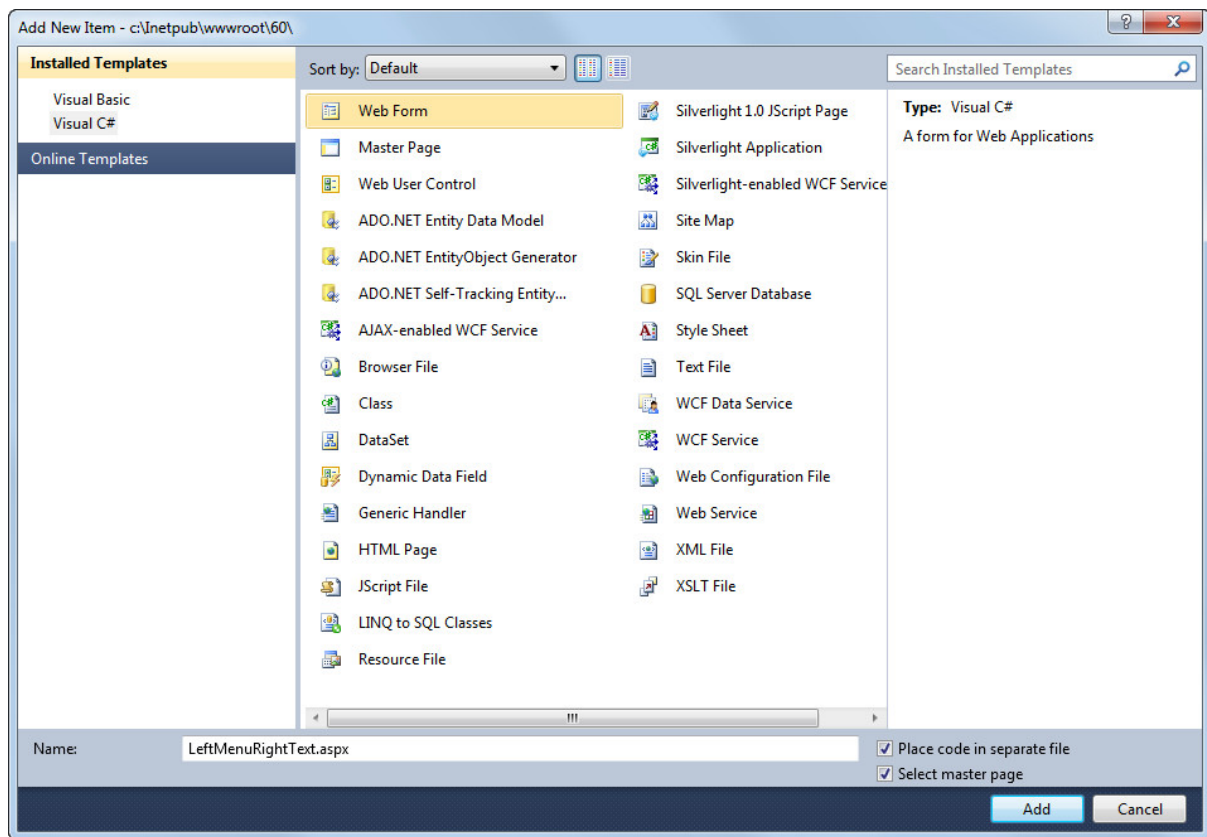 Add New Item - c:\Inetpub\wwwroot\60\
Installed Templates
Visual Basic
Visual C#
Online Templates
Sort by: Default
Search Installed Templates
Web Form
Master Page
Web User Control
ADO.NET Entity Data Model
ADO.NET EntityObject Generator
ADO.NET Self-Tracking Entity...
AJAX-enabled WCF Service
Browser File
Class
DataSet
Dynamic Data Field
Generic Handler
HTML Page
JScript File
LINQ to SQL Classes
Resource File
Silverlight 1.0 JScript Page
Silverlight Application
Silverlight-enabled WCF Service
Site Map
Skin File
SQL Server Database
Style Sheet
Text File
WCF Data Service
WCF Service
Web Configuration File
Web Service
XML File
XSLT File
Type: Visual C#
A form for Web Applications
Name: LeftMenuRightText.aspx
Place code in separate file
Select master page
Add Cancel